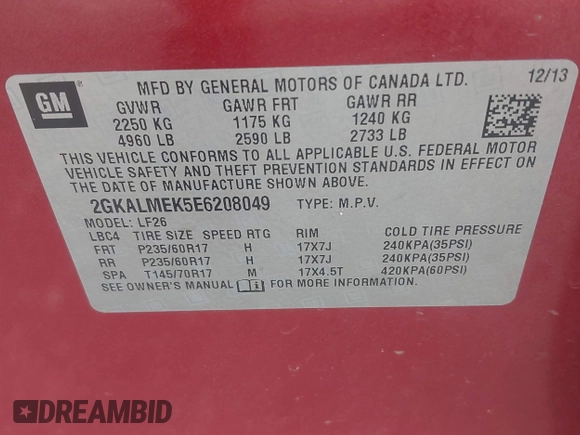 GM
MFD BY GENERAL MOTORS OF CANADA LTD. 12/13
GVWR GAWR FRT GAWR RR
2250 KG 1175 KG 1240 KG
4960 LB 2590 LB 2733 LB
THIS VEHICLE CONFORMS TO ALL APPLICABLE U.S. FEDERAL MOTOR
VEHICLE SAFETY AND THEFT PREVENTION STANDARDS IN EFFECT ON
THE DATE OF MANUFACTURE SHOWN ABOVE.
2GKALMEK5E6208049 TYPE: M.P.V.
MODEL: LF26
LBC4 TIRE SIZE SPEED RTG RIM COLD TIRE PRESSURE
FRT P235/60R17 H 17X7J 240KPA(35PSI)
RR P235/60R17 H 17X7J 240KPA(35PSI)
SPA T145/70R17 M 17X4.5T 420KPA(60PSI)
SEE OWNER'S MANUAL FOR MORE INFORMATION.
DREAMBID